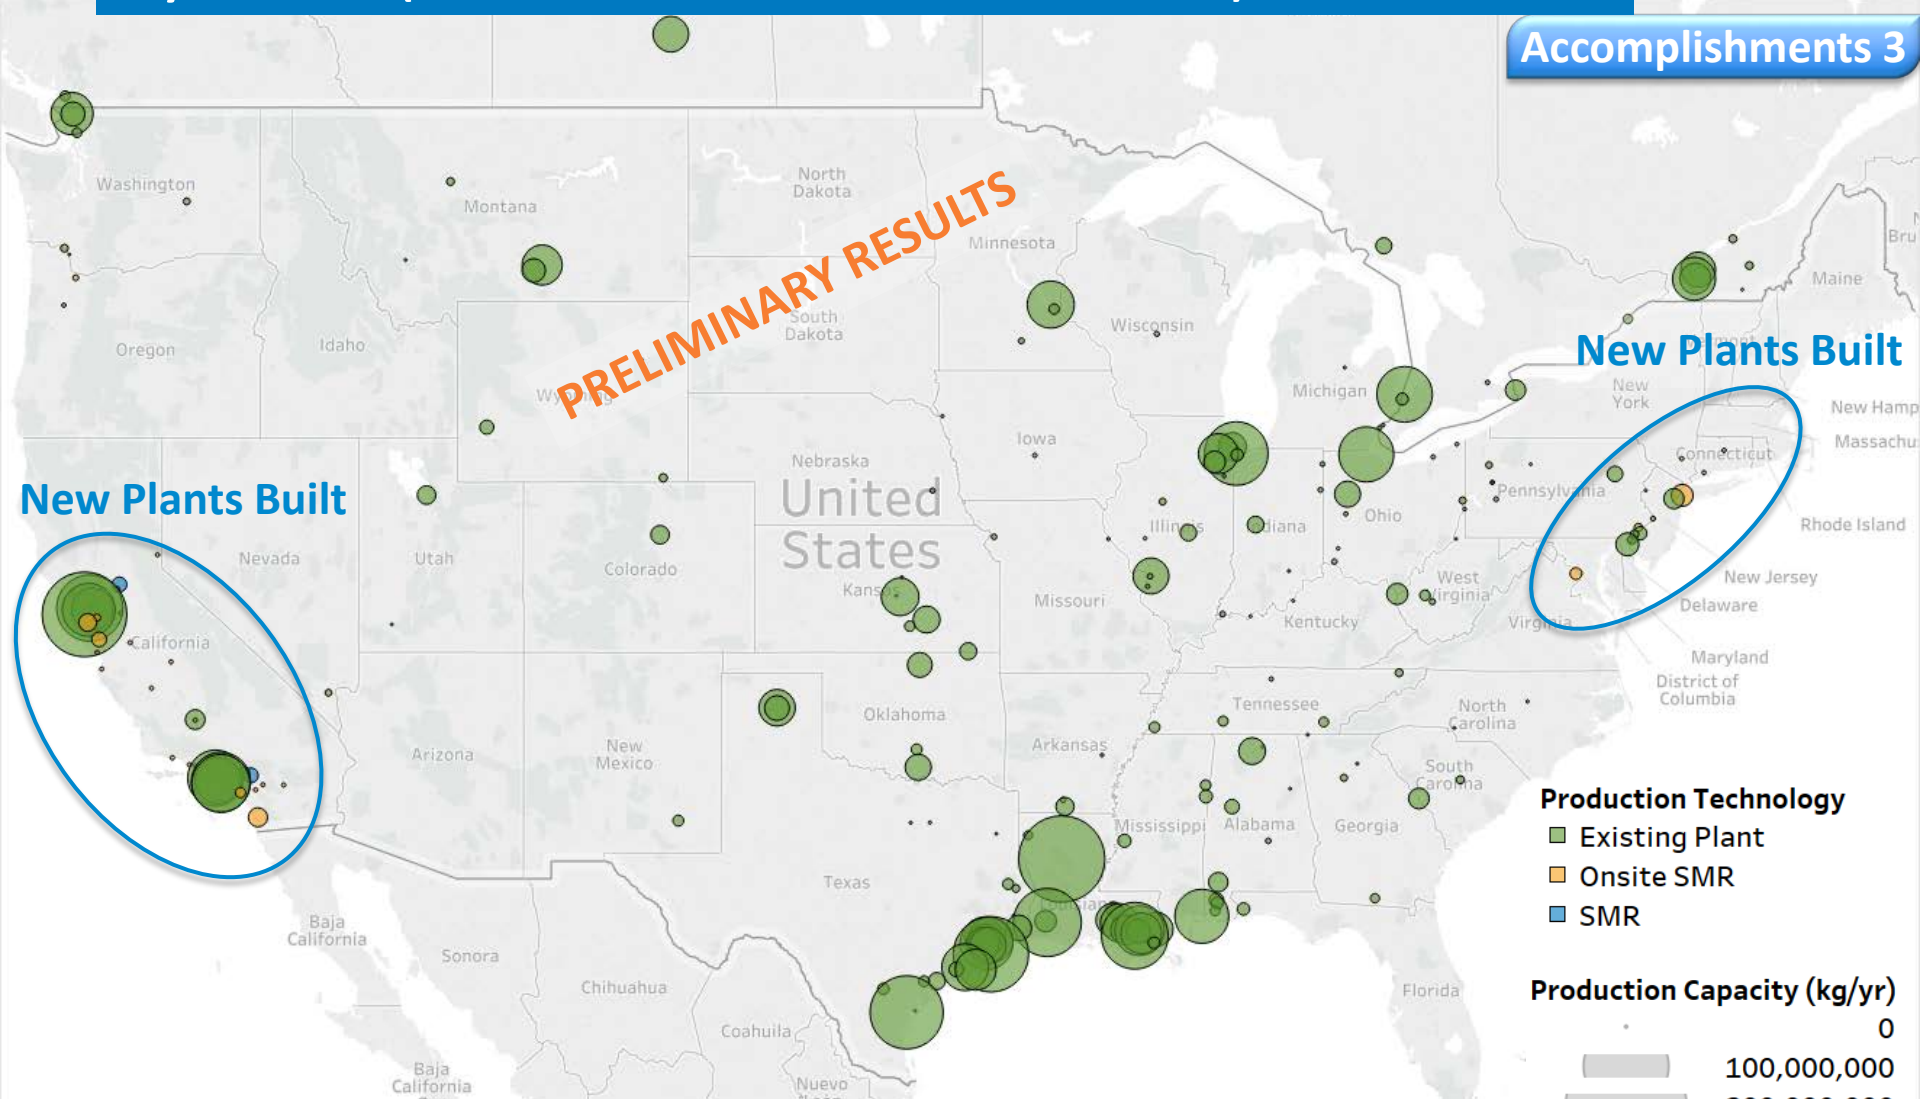 Accomplishments 3
Washington
Montana
North
Dakota
Minnesota
PRELIMINARY RESULTS
Maine
Oregon
Idaho
South
Dakota
Wisconsin
New Plants Built
Michigan
New
York
New Hamp
Massachu
Iowa
Connecticut
Nebraska
New Plants Built
United
States
Pennsylvania
Ohio
Rhode Island
Nevada
Utah
Colorado
Missouri
West
Virginia
New Jersey
Delaware
California
Kentucky
Virginia
Maryland
District of
Columbia
Tennessee
North
Carolina
Oklahoma
Arizona
New
Mexico
Arkansas
South
Carolina
Mississippi
Alabama
Georgia
Production Technology
Existing Plant
Onsite SMR
SMR
Texas
Baja
California
Sonora
Chihuahua
Florida
Production Capacity (kg/yr)
0
100,000,000
Coahuila
Baja
California
Nuevo